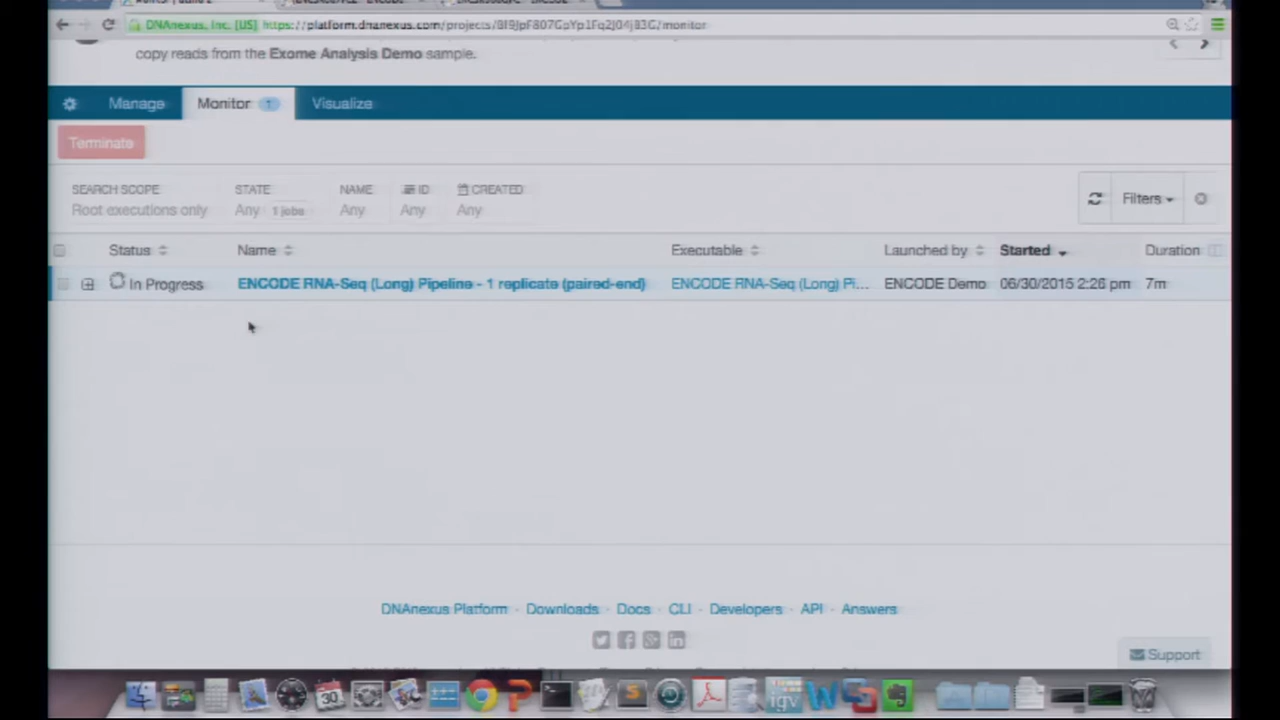 DNAnexus, Inc. [US] https://platform.dnanexus.com/projects/
copy reads from the Exome Analysis Demo sample.
Manage Monitor 1 Visualize
Terminate
SEARCH SCOPE STATE NAME ID CREATED
Root executions only Any 1 jobs Any Any Any Filters
Status Name Executable Launched by Started Duration
In Progress ENCODE RNA-Seq (Long) Pipeline - 1 replicate (paired-end) ENCODE RNA-Seq (Long) Pi... ENCODE Demo 06/30/2015 2:26 pm 7m
DNAnexus Platform · Downloads · Docs · CLI · Developers · API · Answers
Support
30
igv